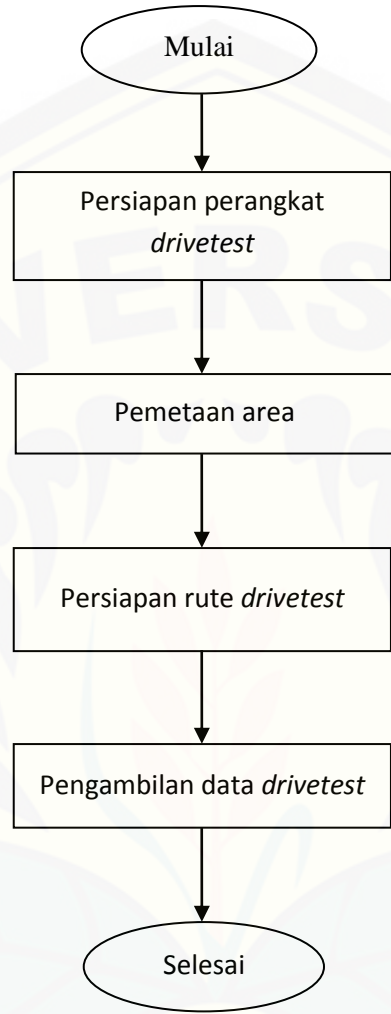 Mulai
Persiapan perangkat
drivetest
Pemetaan area
Persiapan rute drivetest
Pengambilan data drivetest
Selesai